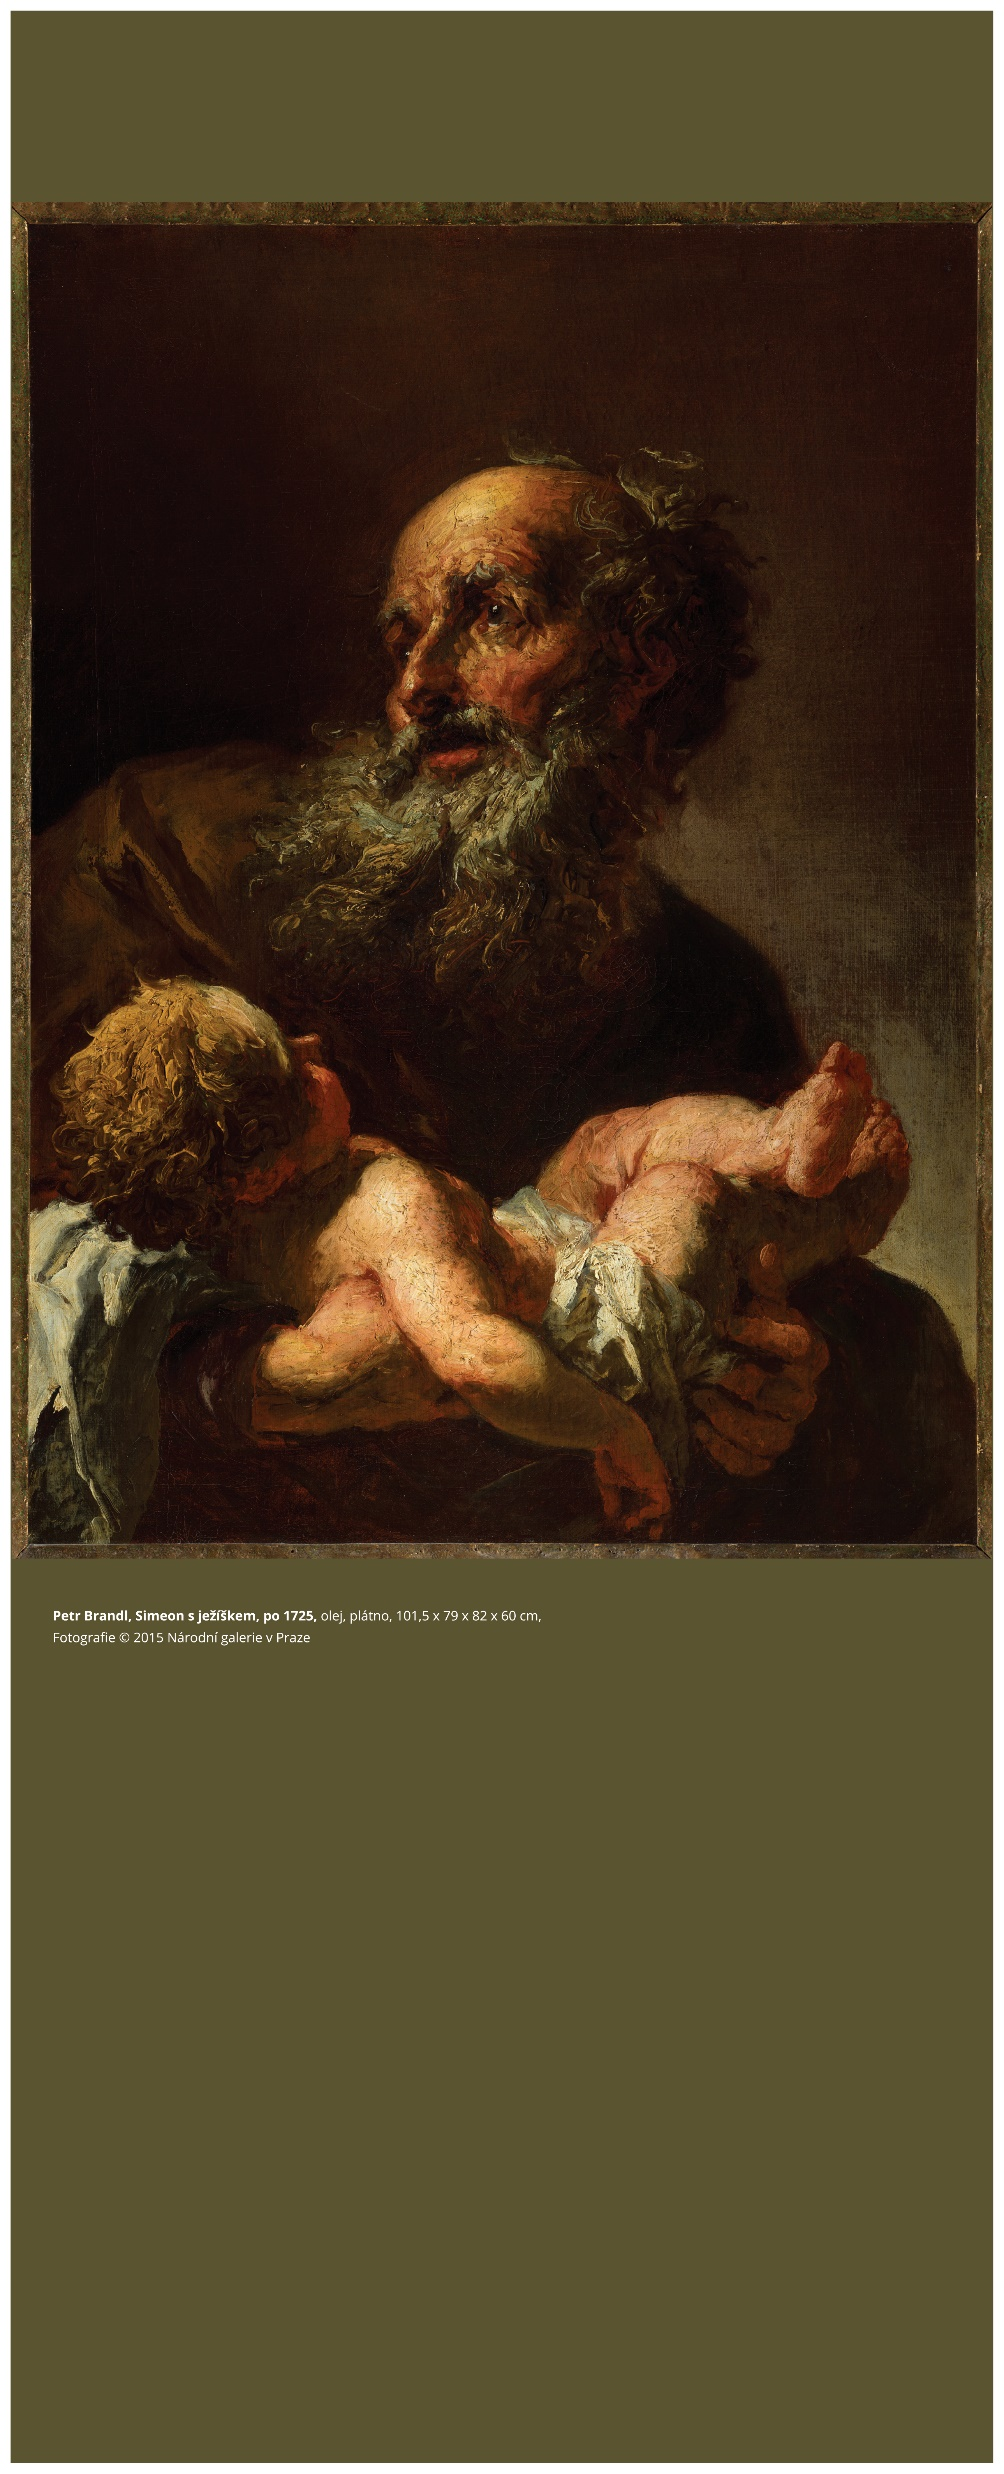 Petr Brandl, Simeon s ježíškem, po 1725, olej, plátno, 101,5 x 79 x 82 x 60 cm,
Fotografie © 2015 Národní galerie v Praze